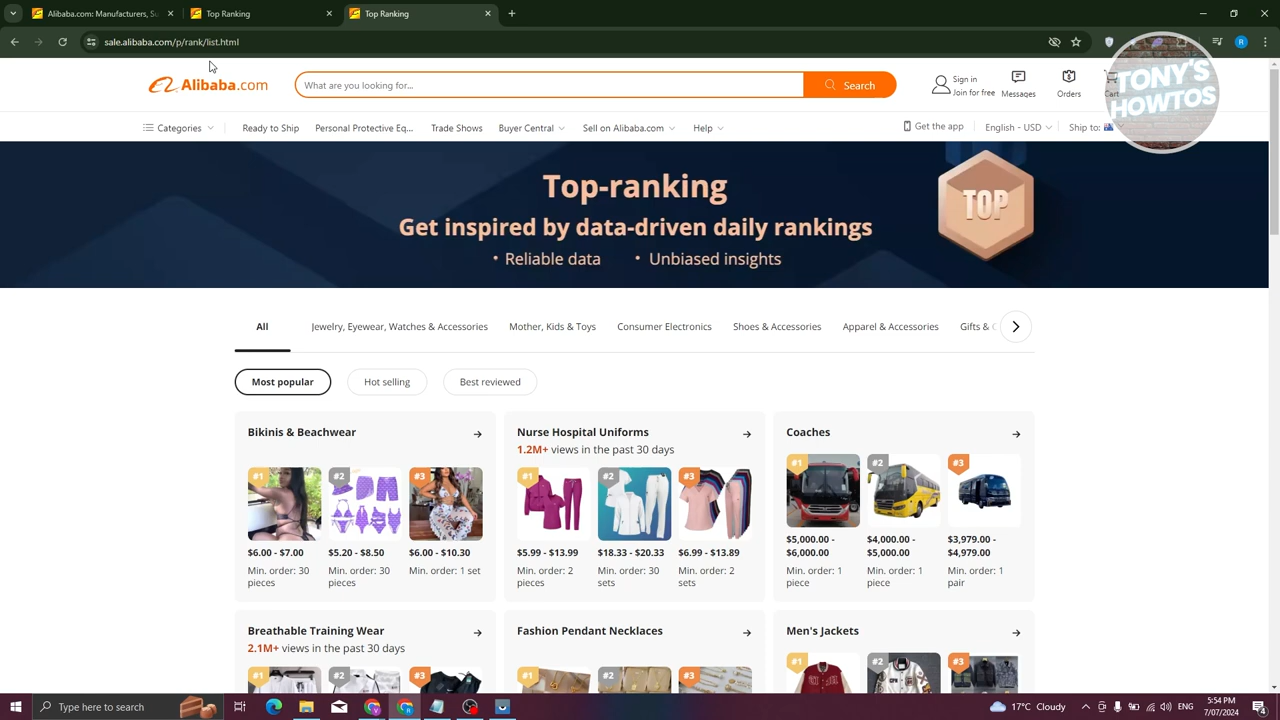 Alibaba.com: Manufacturers, Su
Top Ranking
Top Ranking
sale.alibaba.com/p/rank/list.html
R
Alibaba.com
What are you looking for...
Search
Sign in
Join for free
Messages
Orders
Cart
TONY'S
HOWTOS
Categories
Ready to Ship
Personal Protective Eq...
Trade Shows
Buyer Central
Sell on Alibaba.com
Help
Get the app
English - USD
Ship to:
Top-ranking
Get inspired by data-driven daily rankings
• Reliable data • Unbiased insights
TOP
All
Jewelry, Eyewear, Watches & Accessories
Mother, Kids & Toys
Consumer Electronics
Shoes & Accessories
Apparel & Accessories
Gifts &
Most popular
Hot selling
Best reviewed
Bikinis & Beachwear
#1
#2
#3
$6.00 - $7.00
$5.20 - $8.50
$6.00 - $10.30
Min. order: 30
pieces
Min. order: 30
pieces
Min. order: 1 set
Nurse Hospital Uniforms
1.2M+ views in the past 30 days
#1
#2
#3
$5.99 - $13.99
$18.33 - $20.33
$6.99 - $13.89
Min. order: 2
pieces
Min. order: 30
sets
Min. order: 2
sets
Coaches
#1
#2
#3
$5,000.00 -
$6,000.00
$4,000.00 -
$5,000.00
$3,979.00 -
$4,979.00
Min. order: 1
piece
Min. order: 1
piece
Min. order: 1
pair
Breathable Training Wear
2.1M+ views in the past 30 days
#1
#2
#3
Fashion Pendant Necklaces
#1
#2
#3
Men's Jackets
#1
#2
#3
Type here to search
17°C Cloudy
ENG
5:54 PM
7/07/2024